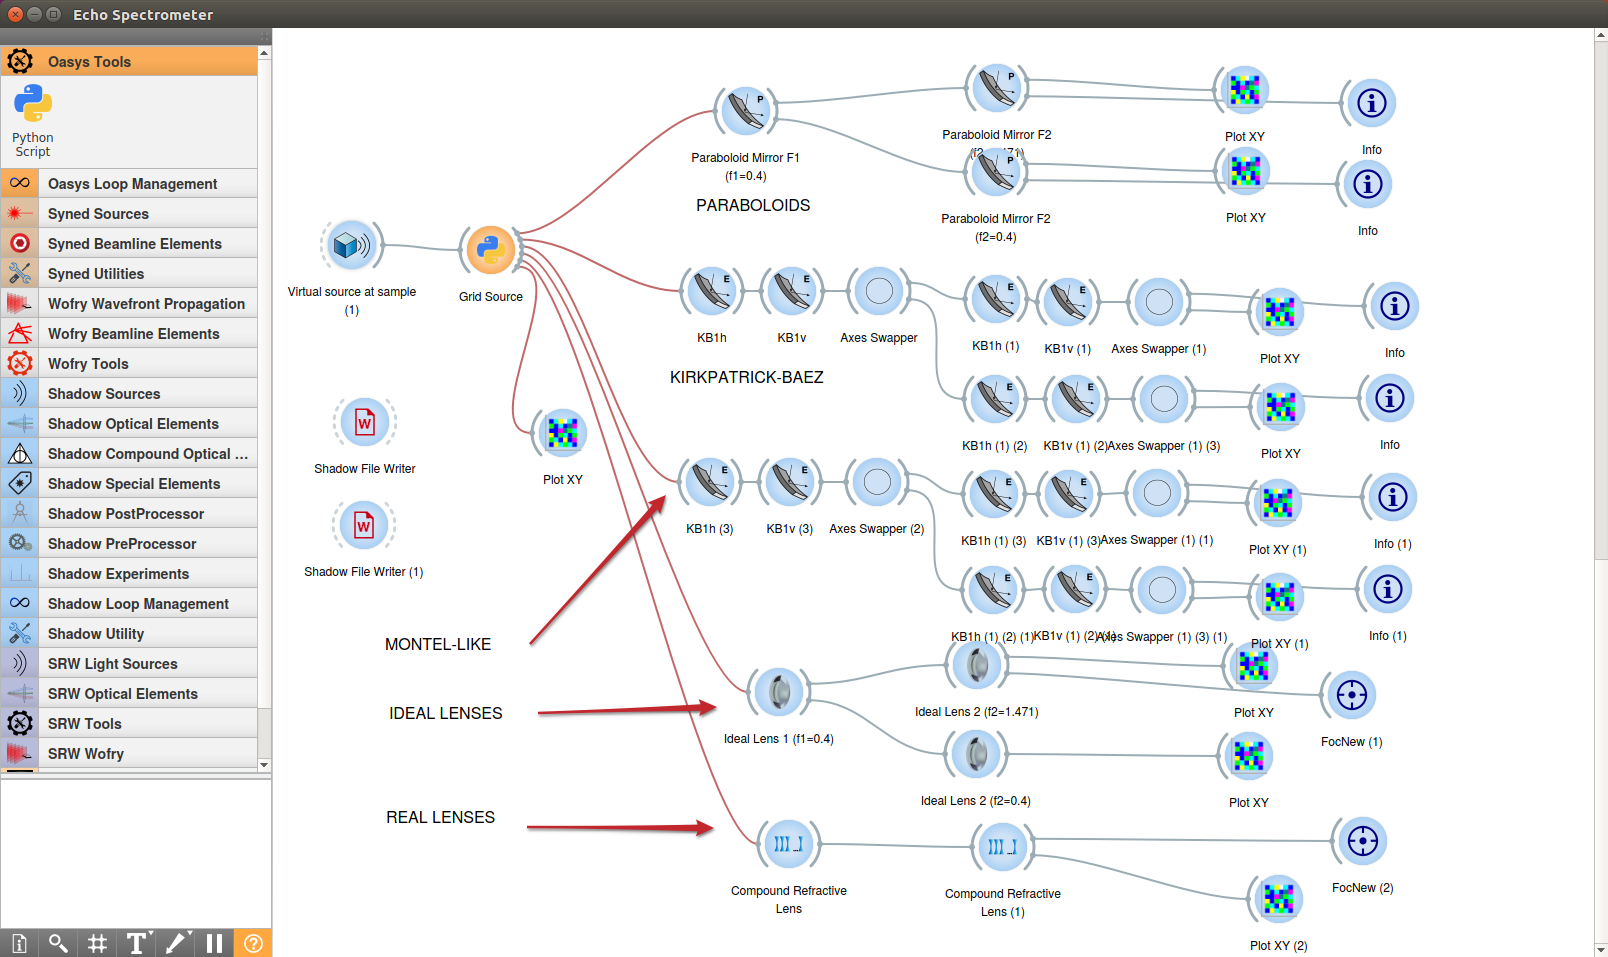 Echo Spectrometer
Oasys Tools
Python
Script
Oasys Loop Management
Syned Sources
Syned Beamline Elements
Syned Utilities
Wofry Wavefront Propagation
Wofry Beamline Elements
Wofry Tools
Shadow Sources
Shadow Optical Elements
Shadow Compound Optical ...
Shadow Special Elements
Shadow PostProcessor
Shadow PreProcessor
Shadow Experiments
Shadow Loop Management
Shadow Utility
SRW Light Sources
SRW Optical Elements
SRW Tools
SRW Wofry
Virtual source at sample
(1)
Grid Source
Shadow File Writer
Shadow File Writer (1)
Plot XY
Paraboloid Mirror F1
(f1=0.4)
PARABOLOIDS
Paraboloid Mirror F2
Plot XY
Info
Paraboloid Mirror F2
(f2=0.4)
Plot XY
Info
KB1h
KB1v
Axes Swapper
KB1h (1)
KB1v (1)
Axes Swapper (1)
Plot XY
Info
KIRKPATRICK-BAEZ
KB1h (1) (2)
KB1v (1) (2)
Axes Swapper (1) (3)
Plot XY
Info
KB1h (3)
KB1v (3)
Axes Swapper (2)
KB1h (1) (3)
KB1v (1) (3)
Axes Swapper (1) (1)
Plot XY (1)
Info (1)
KB1h (1) (2) (1)
KB1v (1) (2) (1)
Axes Swapper (1) (3) (1)
Plot XY (1)
Info (1)
MONTEL-LIKE
IDEAL LENSES
Ideal Lens 1 (f1=0.4)
Ideal Lens 2 (f2=1.471)
Plot XY
FocNew (1)
Ideal Lens 2 (f2=0.4)
Plot XY
REAL LENSES
Compound Refractive
Lens
Compound Refractive
Lens (1)
FocNew (2)
Plot XY (2)